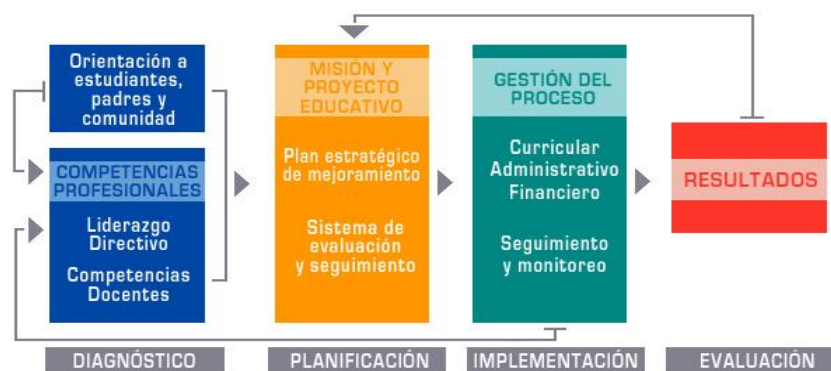 Orientación a
estudiantes,
padres y
comunidad
COMPETENCIAS
PROFESIONALES
Liderazgo
Directivo
Competencias
Docentes
MISIÓN Y
PROYECTO
EDUCATIVO
Plan estratégico
de mejoramiento
Sistema de
evaluación
y seguimiento
GESTIÓN DEL
PROCESO
Curricular
Administrativo
Financiero
Seguimiento
y monitoreo
RESULTADOS
DIAGNÓSTICO
PLANIFICACIÓN
IMPLEMENTACIÓN
EVALUACIÓN